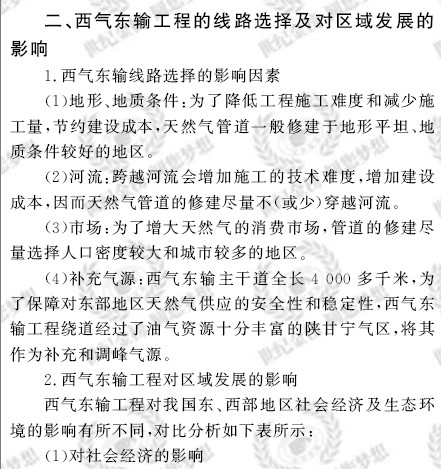 二、西气东输工程的线路选择及对区域发展的
影响
1.西气东输线路选择的影响因素
(1)地形、地质条件:为了降低工程施工难度和减少施
工量,节约建设成本,天然气管道一般修建于地形平坦、地
质条件较好的地区。
(2)河流:跨越河流会增加施工的技术难度,增加建设
成本,因而天然气管道的修建尽量不(或少)穿越河流。
(3)市场:为了增大天然气的消费市场,管道的修建尽
量选择人口密度较大和城市较多的地区。
(4)补充气源:西气东输主干道全长 4 000 多千米,为
了保障对东部地区天然气供应的安全性和稳定性,西气东
输工程绕道经过了油气资源十分丰富的陕甘宁气区,将其
作为补充和调峰气源。
2.西气东输工程对区域发展的影响
西气东输工程对我国东、西部地区社会经济及生态环
境的影响有所不同,对比分析如下表所示:
(1)对社会经济的影响